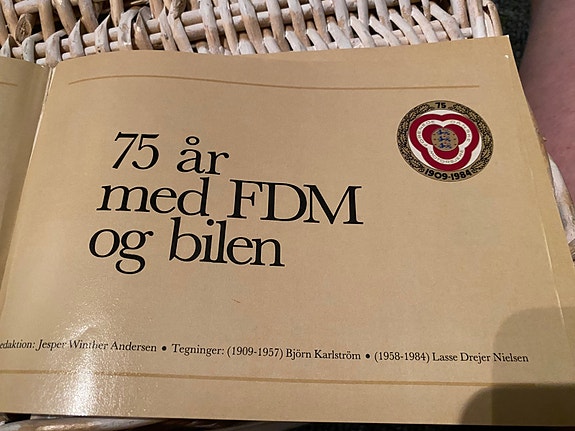 75
1909-1984
75 år
med FDM
og bilen
edaktion: Jesper Winther Andersen • Tegninger: (1909-1957) Björn Karlström • (1958-1984) Lasse Drejer Nielsen